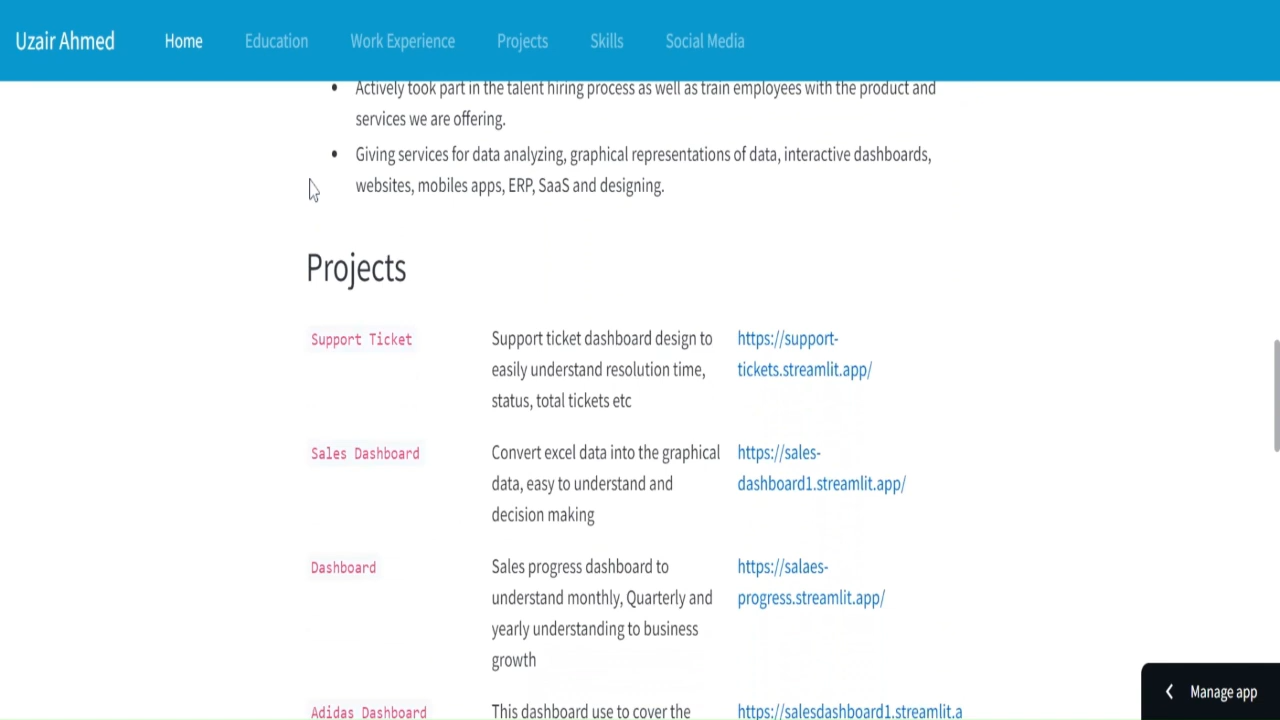 Uzair Ahmed Home Education Work Experience Projects Skills Social Media
Actively took part in the talent hiring process as well as train employees with the product and
services we are offering.
Giving services for data analyzing, graphical representations of data, interactive dashboards,
websites, mobiles apps, ERP, SaaS and designing.
Projects
Support Ticket
Support ticket dashboard design to
easily understand resolution time,
status, total tickets etc
https://support-
tickets.streamlit.app/
Sales Dashboard
Convert excel data into the graphical
data, easy to understand and
decision making
https://sales-
dashboard1.streamlit.app/
Dashboard
Sales progress dashboard to
understand monthly, Quarterly and
yearly understanding to business
growth
https://salaes-
progress.streamlit.app/
Adidas Dashboard
This dashboard use to cover the
https://salesdashboard1.streamlit.a
Manage app